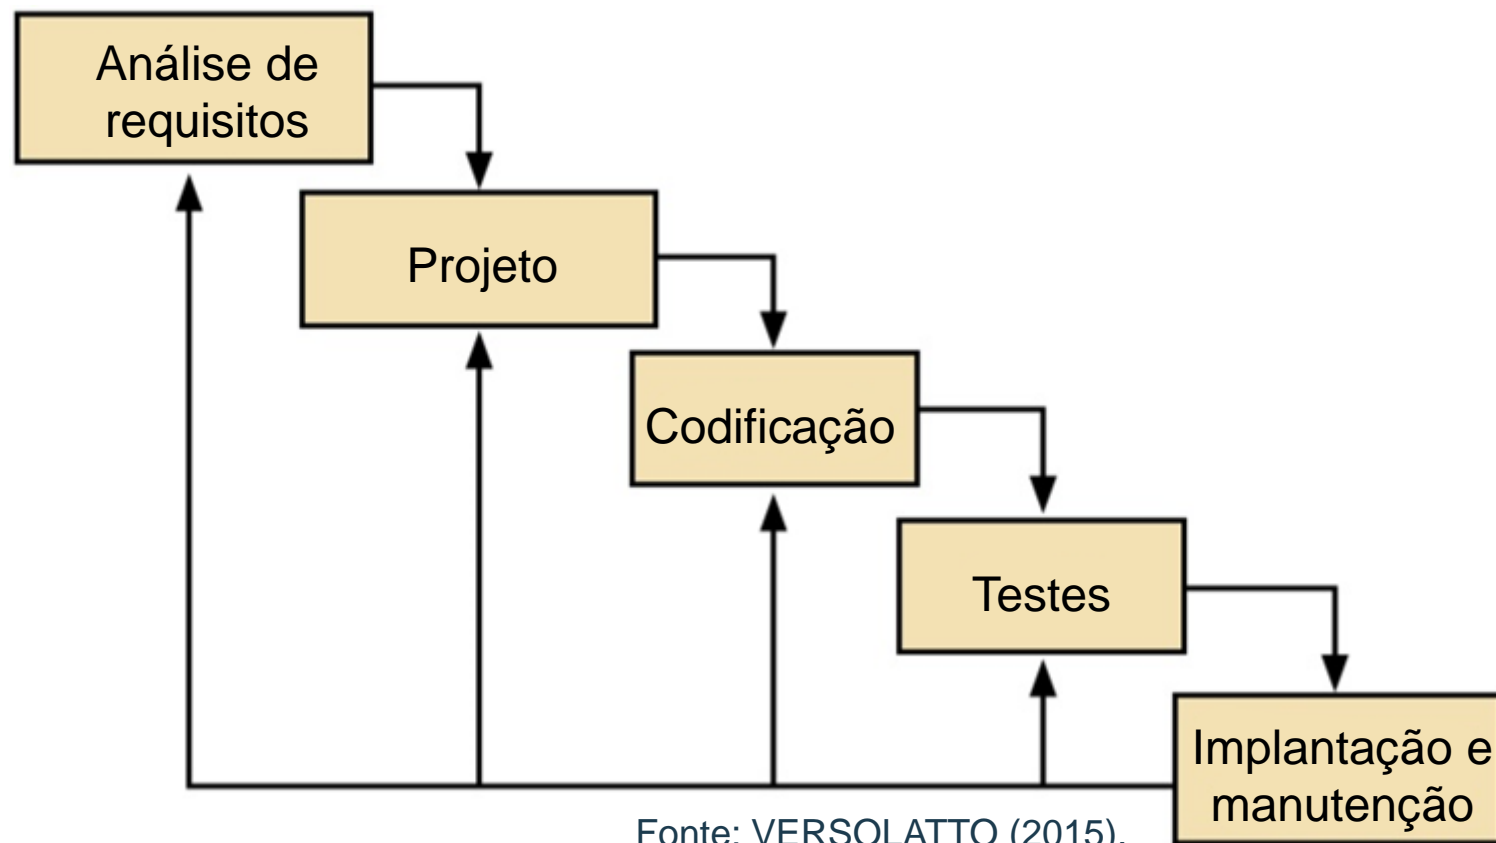 Análise de
requisitos
Projeto
Codificação
Testes
Implantação e
manutenção
Fonte: VERSOLATTO (2015).